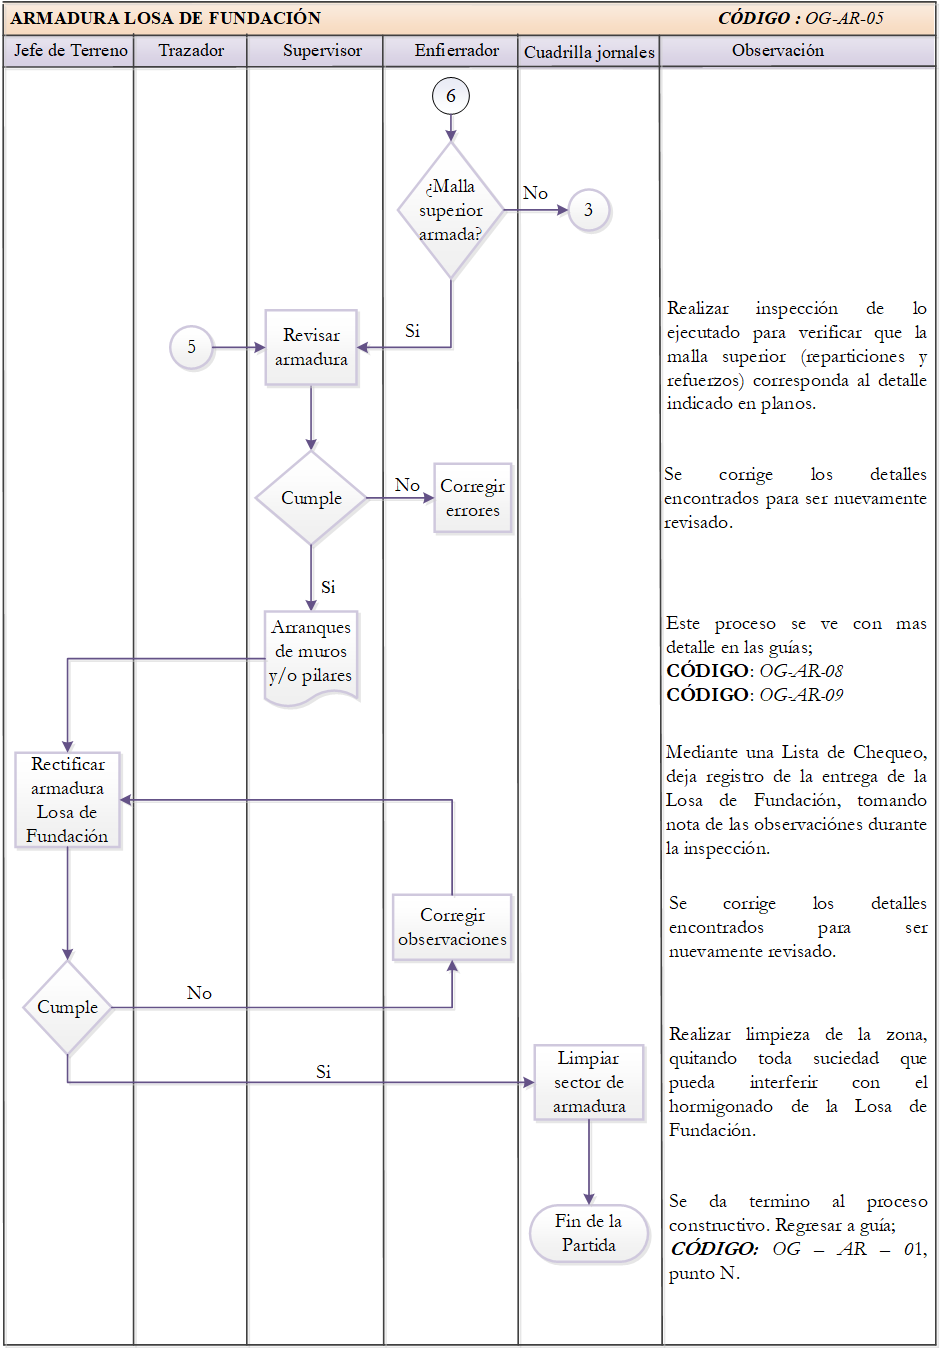 ARMADURA LOSA DE FUNDACIÓN
CÓDIGO : OG-AR-05
Jefe de Terreno
Trazador
Supervisor
Enfierrador
Cuadrilla jornales
Observación
6
¿Malla
superior
armada?
No
3
Si
5
Revisar
armadura
Realizar inspección de lo
ejecutado para verificar que la
malla superior (reparticiones y
refuerzos) corresponda al detalle
indicado en planos.
Cumple
No
Corregir
errores
Se corrige los detalles
encontrados para ser nuevamente
revisado.
Si
Arranques
de muros
y/o pilares
Este proceso se ve con mas
detalle en las guías;
CÓDIGO: OG-AR-08
CÓDIGO: OG-AR-09
Rectificar
armadura
Losa de
Fundación
Mediante una Lista de Chequeo,
deja registro de la entrega de la
Losa de Fundación, tomando
nota de las observaciónes durante
la inspección.
Corregir
observaciones
Se corrige los detalles
encontrados para ser
nuevamente revisado.
Cumple
No
Si
Limpiar
sector de
armadura
Realizar limpieza de la zona,
quitando toda suciedad que
pueda interferir con el
hormigonado de la Losa de
Fundación.
Fin de la
Partida
Se da termino al proceso
constructivo. Regresar a guía;
CÓDIGO: OG – AR – 01,
punto N.